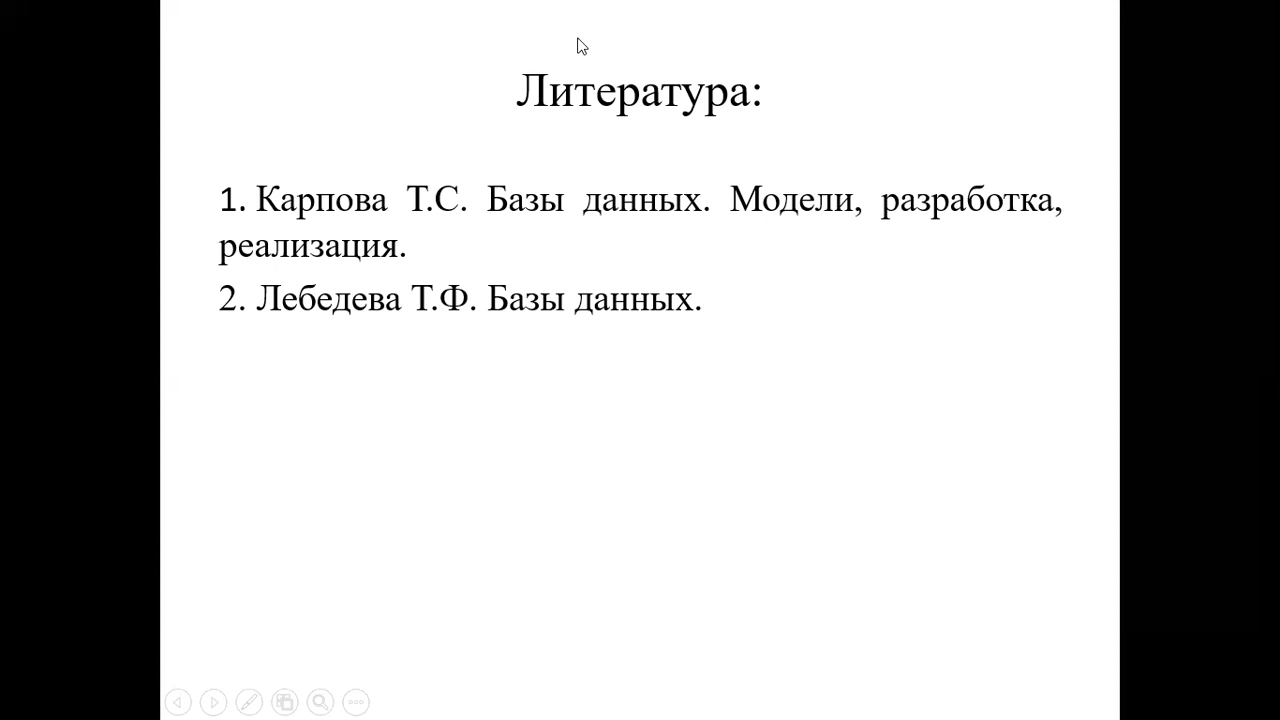 Литература:
1. Карпова Т.С. Базы данных. Модели, разработка,
реализация.
2. Лебедева Т.Ф. Базы данных.